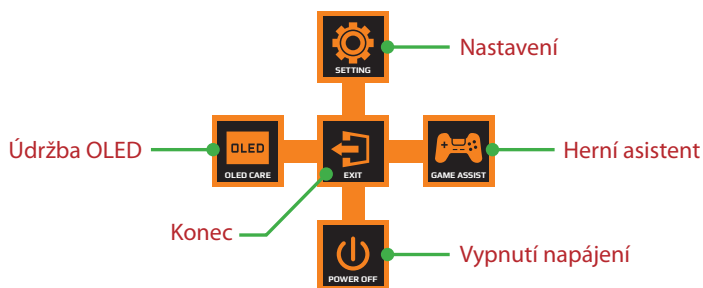 Nastavení
SETTING
Údržba OLED
OLED
OLED CARE
EXIT
GAME ASSIST
Herní asistent
Konec
POWER OFF
Vypnutí napájení